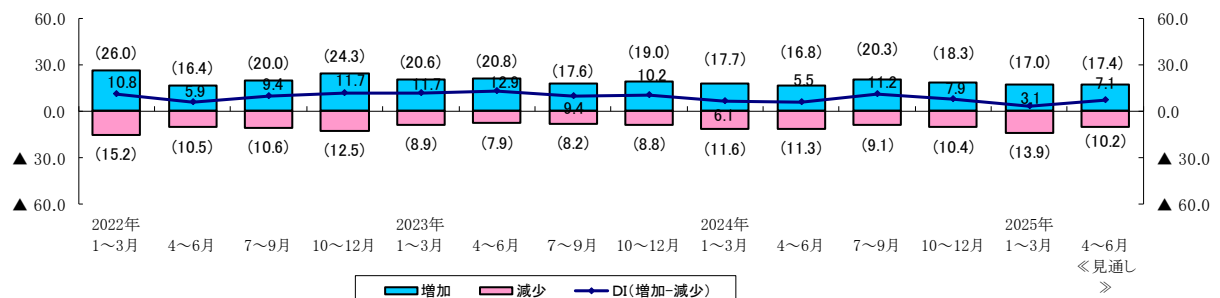 60.0
60.0
(26.0) (16.4) (20.0) (24.3) (20.6) (20.8) (17.6) (19.0) (17.7) (16.8) (20.3) (18.3) (17.0) (17.4)
30.0
30.0
10.8 5.9 9.4 11.7 11.7 12.9 9.4 10.2 6.1 5.5 11.2 7.9 3.1 7.1
0.0
0.0
(15.2) (10.5) (10.6) (12.5) (8.9) (7.9) (8.2) (8.8) (11.6) (11.3) (9.1) (10.4) (13.9) (10.2)
▲ 30.0
▲ 30.0
▲ 60.0
▲ 60.0
2022年 2023年 2024年 2025年
1～3月 4～6月 7～9月 10～12月 1～3月 4～6月 7～9月 10～12月 1～3月 4～6月 7～9月 10～12月 1～3月 4～6月
≪見通し
≫
増加 減少 DI(増加-減少)